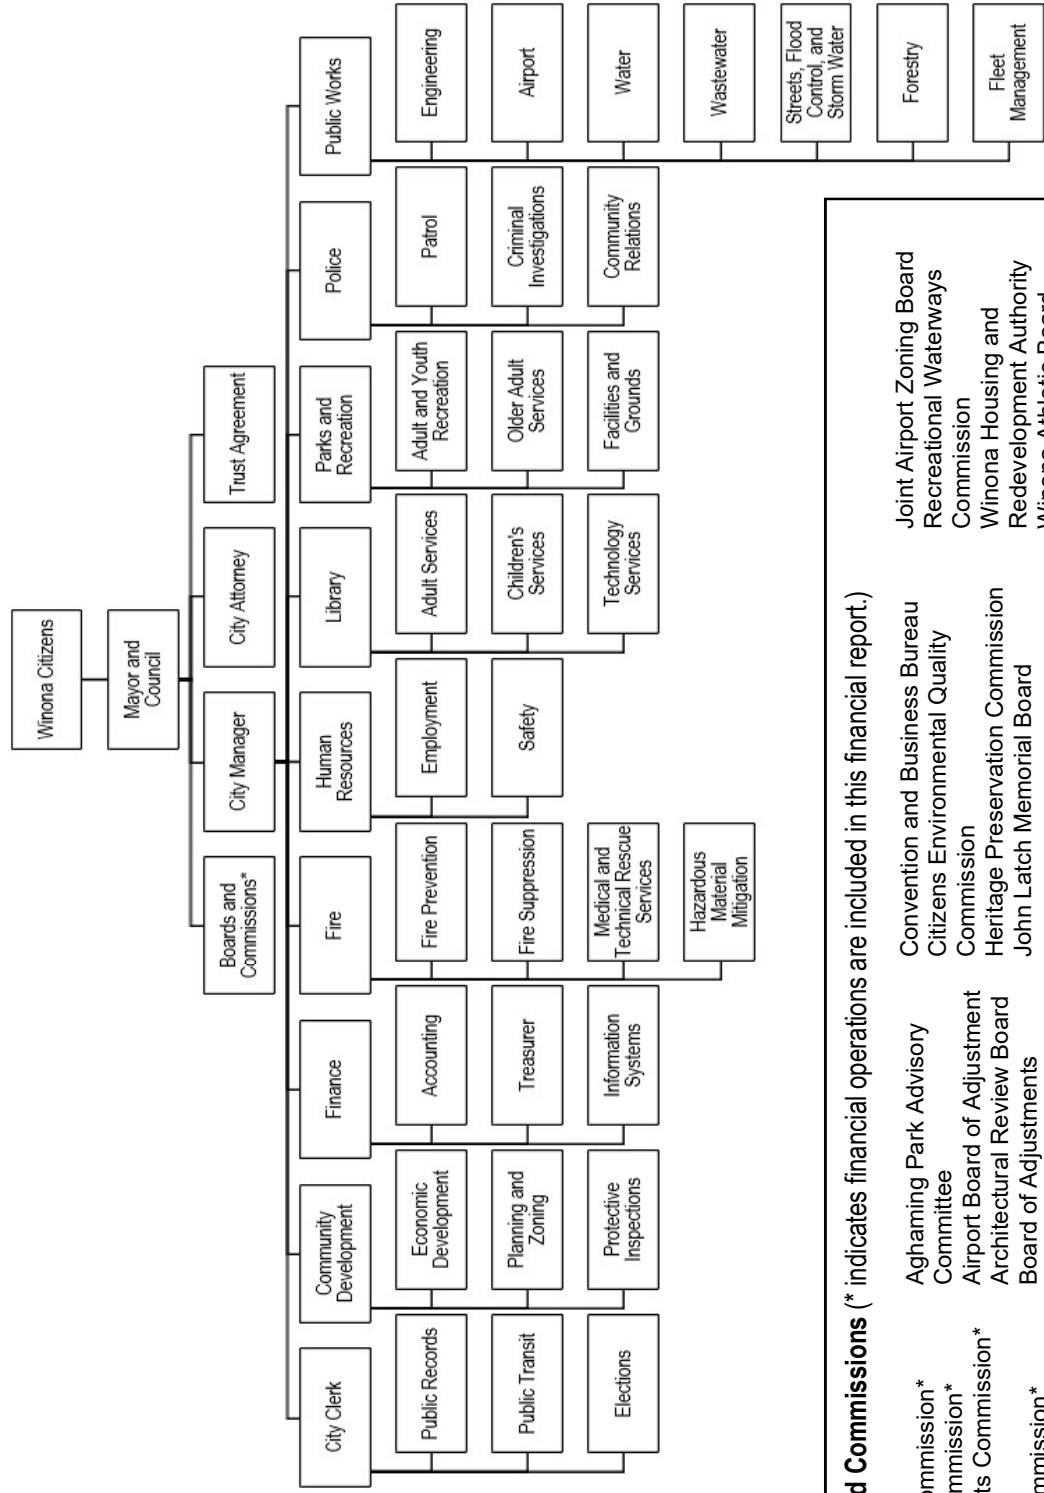 Winona Citizens
Mayor and
Council
Boards and
Commissions*
City Manager
City Attorney
Trust Agreement
City Clerk
Community
Development
Finance
Fire
Human
Resources
Library
Parks and
Recreation
Police
Public Works
Public Records
Public Transit
Elections
Economic
Development
Planning and
Zoning
Protective
Inspections
Accounting
Treasurer
Information
Systems
Fire Prevention
Fire Suppression
Medical and
Technical Rescue
Services
Hazardous
Material
Mitigation
Employment
Safety
Adult Services
Children's
Services
Technology
Services
Adult and Youth
Recreation
Older Adult
Services
Facilities and
Grounds
Patrol
Criminal
Investigations
Community
Relations
Engineering
Airport
Water
Wastewater
Streets, Flood
Control, and
Storm Water
Forestry
Fleet
Management
d Commissions (* indicates financial operations are included in this financial report.)
mmission*
mmission*
ts Commission*
mmission*
Aghaming Park Advisory
Committee
Airport Board of Adjustment
Architectural Review Board
Board of Adjustments
Convention and Business Bureau
Citizens Environmental Quality
Commission
Heritage Preservation Commission
John Latch Memorial Board
Joint Airport Zoning Board
Recreational Waterways
Commission
Winona Housing and
Redevelopment Authority
Winona Athletic Board